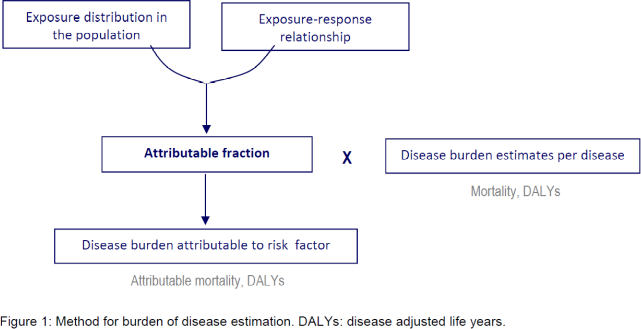 Exposure distribution in
the population
Exposure-response
relationship
Attributable fraction
X
Disease burden estimates per disease
Mortality, DALYs
Disease burden attributable to risk factor
Attributable mortality, DALYs
Figure 1: Method for burden of disease estimation. DALYs: disease adjusted life years.